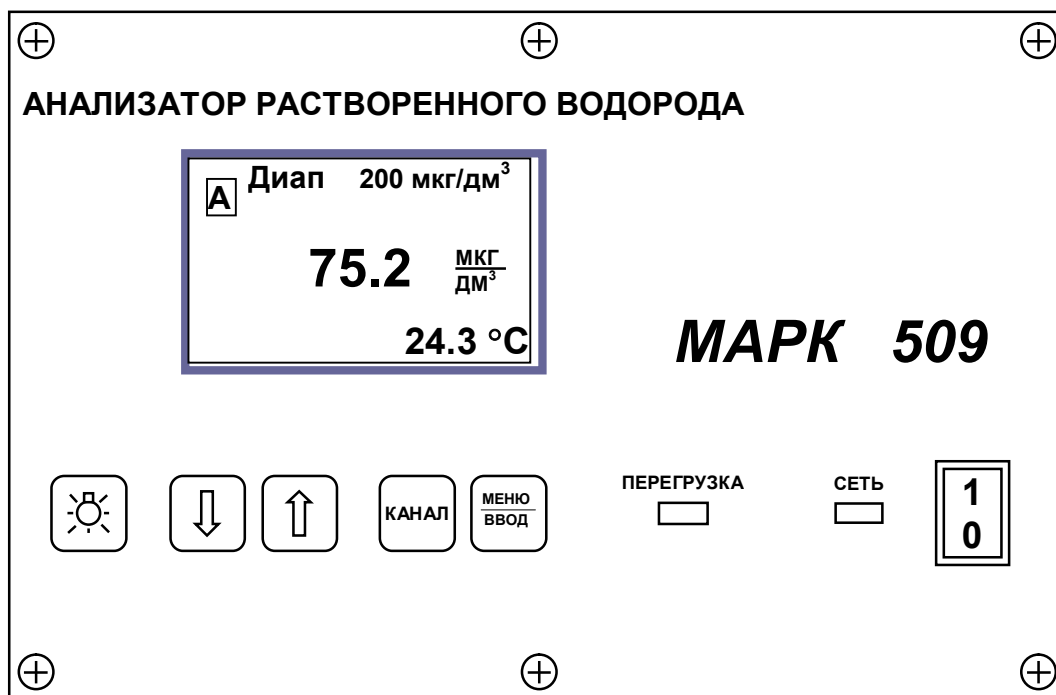 АНАЛИЗАТОР РАСТВОРЕННОГО ВОДОРОДА
А Диап 200 мкг/дм³
75.2 мкг/дм³
24.3 °С
МАРК 509
КАНАЛ
МЕНЮ
ВВОД
ПЕРЕГРУЗКА
СЕТЬ
1
0